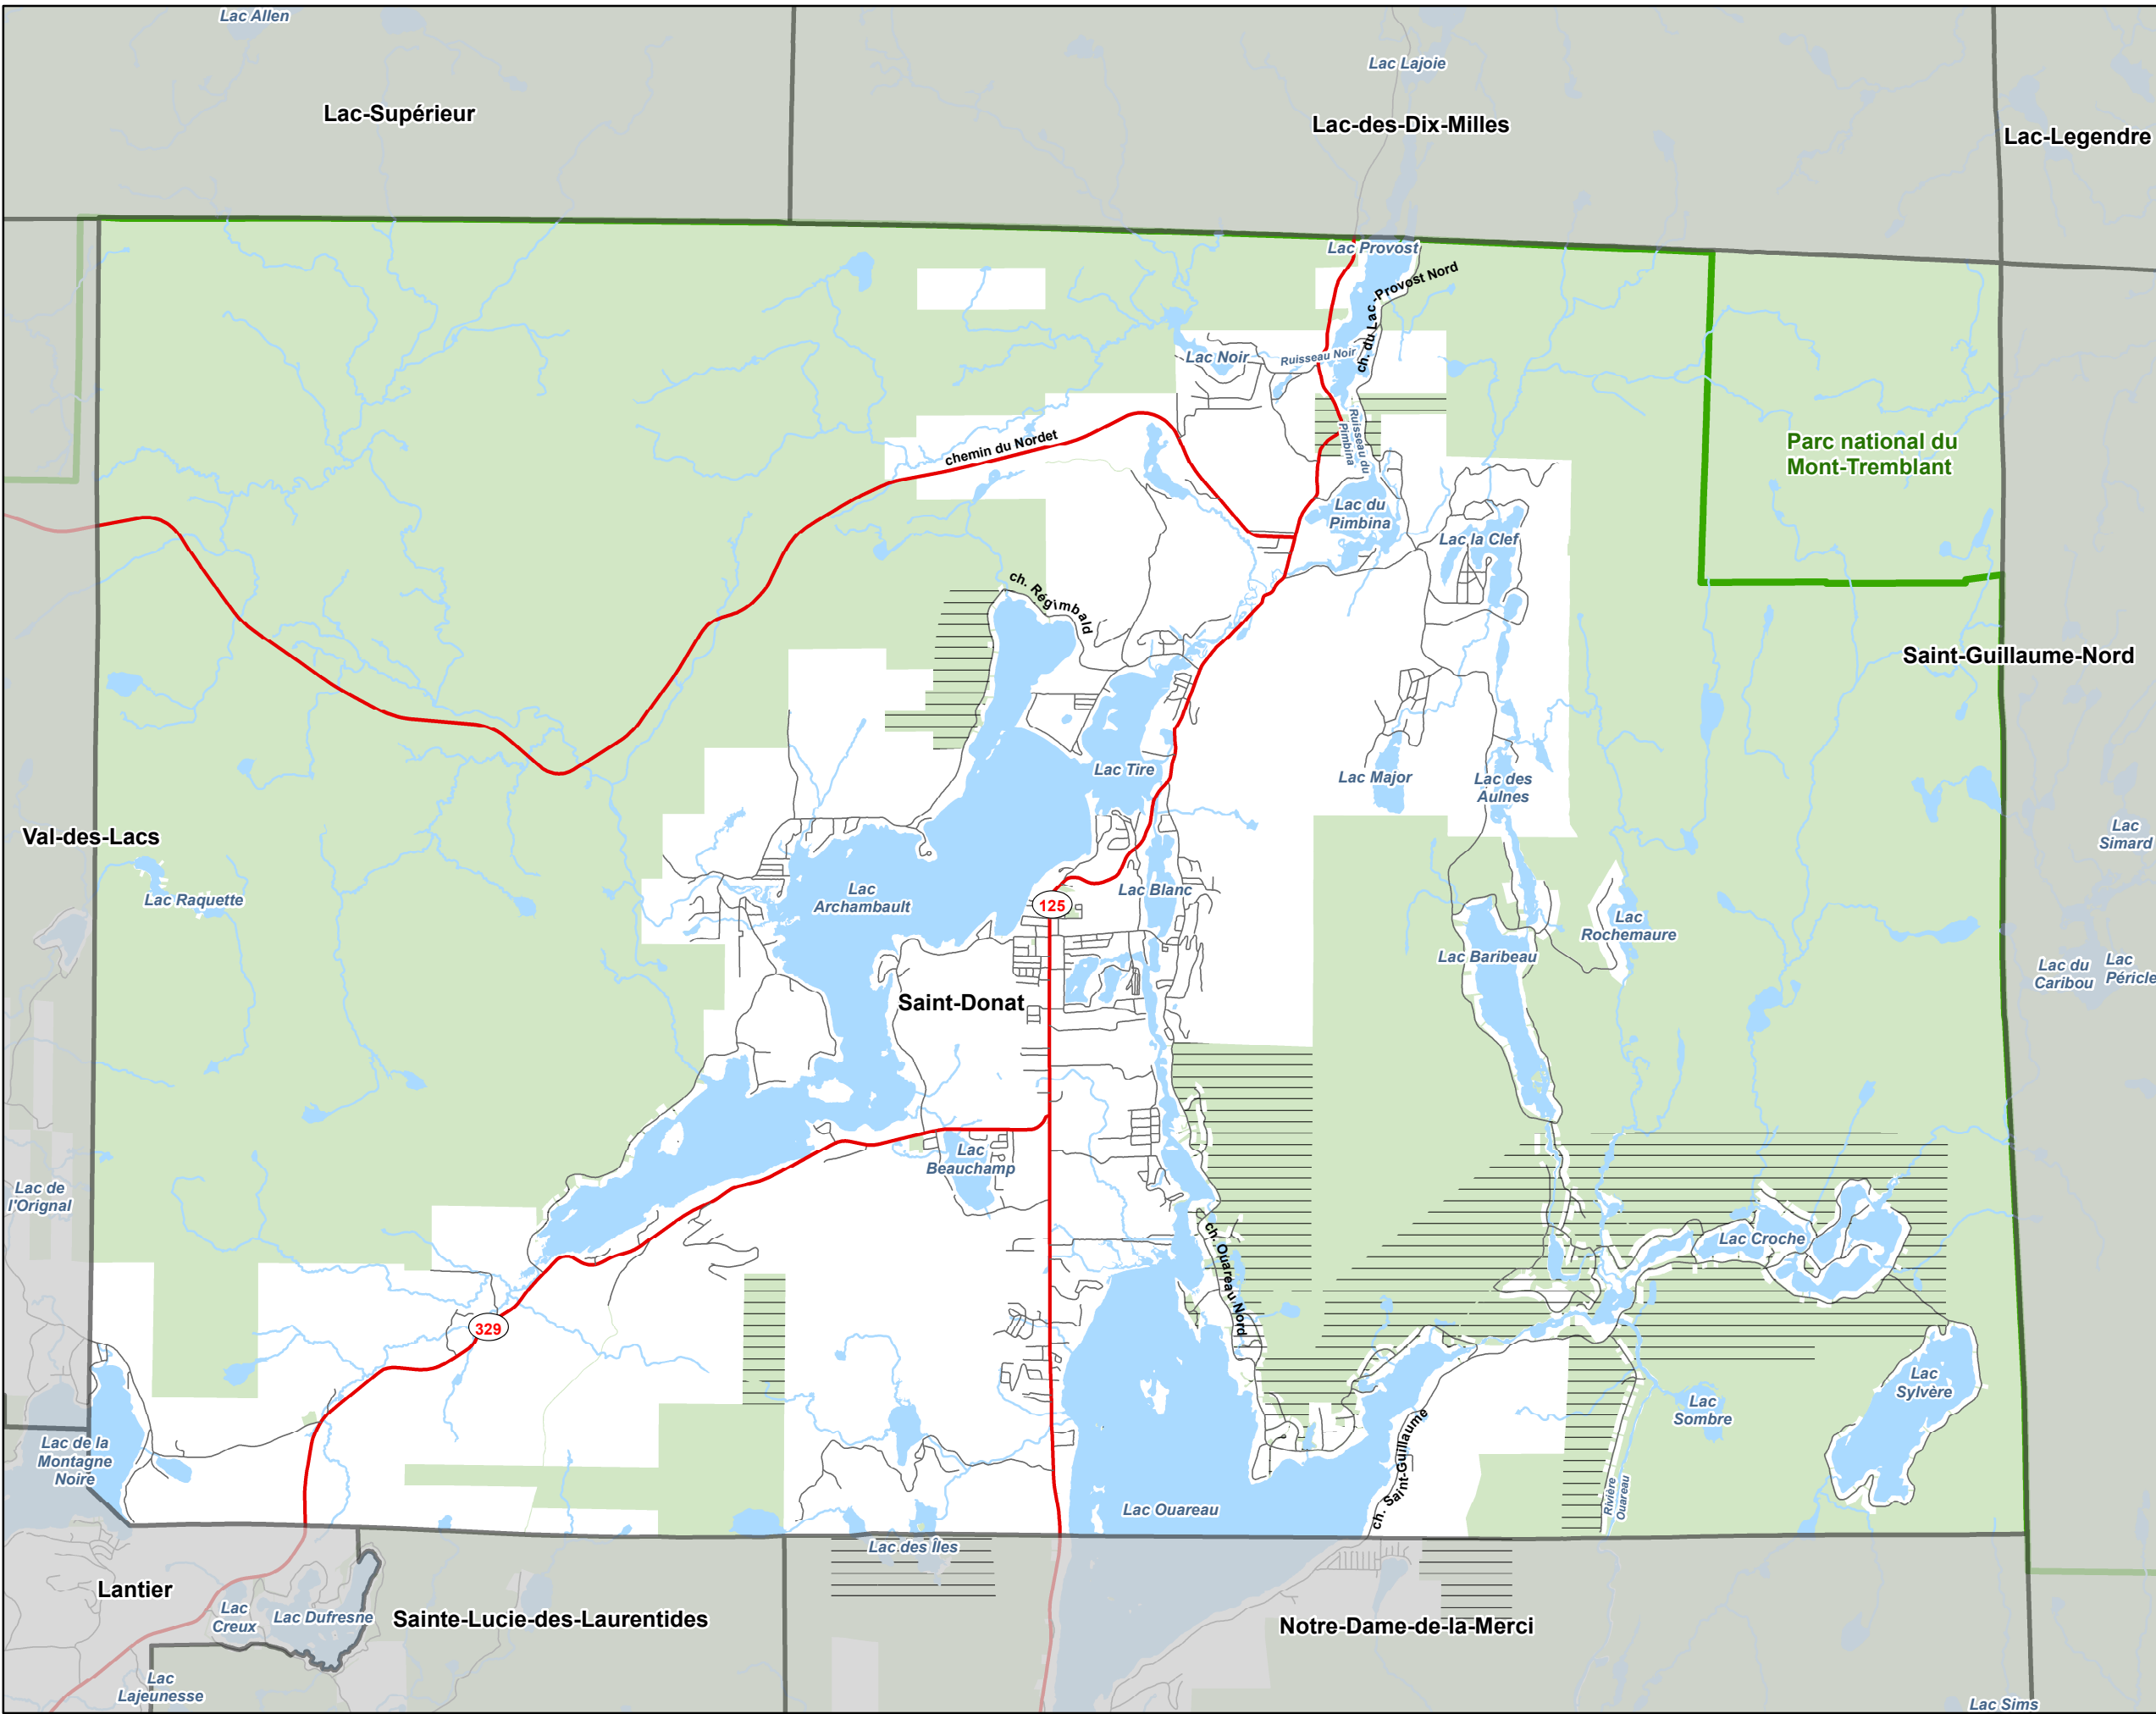 Lac Allen
Lac Lajoie
Lac-Supérieur
Lac-des-Dix-Milles
Lac-Legendre
Lac Provost
ch. du Lac -Provost Nord
Lac Noir
Ruisseau Noir
chemin du Nordet
Ruisseau du
Pimbina
Parc national du
Mont-Tremblant
Lac du
Pimbina
Lac la Clef
ch. Régimbald
Saint-Guillaume-Nord
Lac Tire
Lac Major
Lac des
Aulnes
Val-des-Lacs
Lac
Simard
Lac Raquette
Lac
Archambault
Lac Blanc
125
Lac
Rochemaure
Lac Baribeau
Lac du
Caribou
Lac
Péricle
Saint-Donat
Lac
Beauchamp
Lac de
l'Orignal
Lac Croche
ch. Ouareau Nord
329
Lac
Sylvère
Lac
Sombre
Lac de la
Montagne
Noire
ch. Saint-Guillaume
Rivière
Ouareau
Lac Ouareau
Lac des Îles
Lantier
Lac
Creux
Lac Dufresne
Sainte-Lucie-des-Laurentides
Notre-Dame-de-la-Merci
Lac
Lajeunesse
Lac Sims